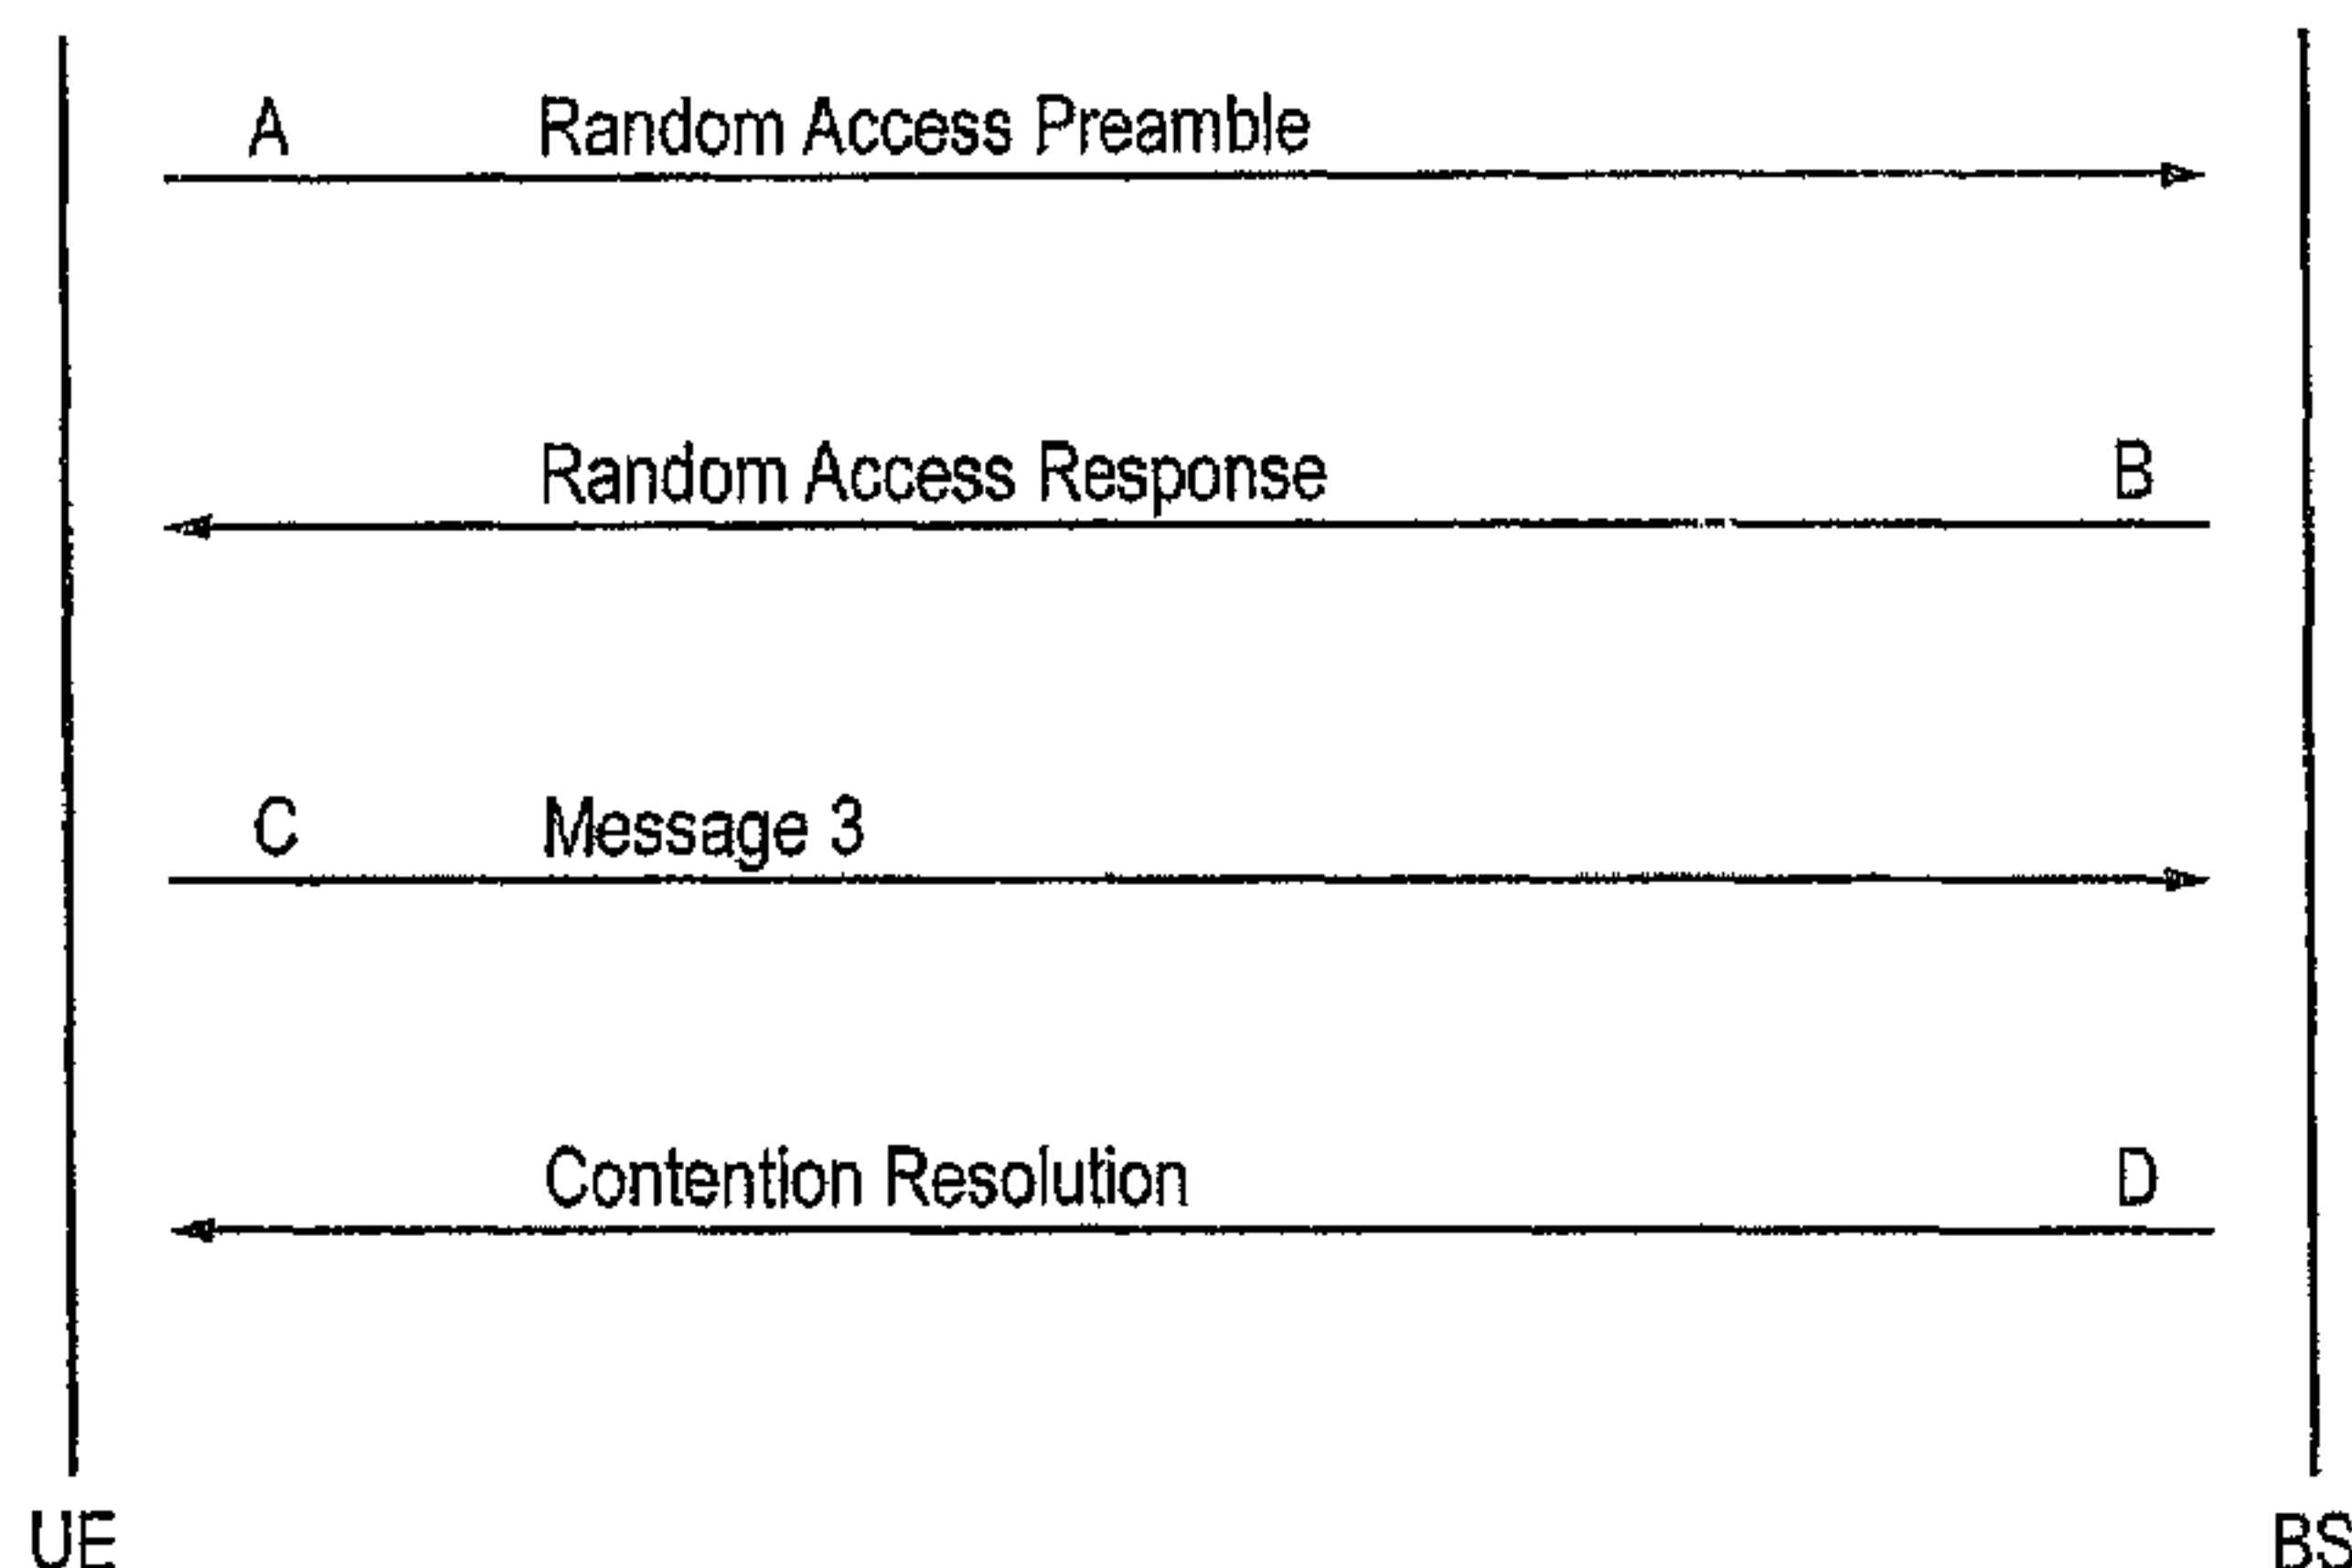 A Random Access Preamble
Random Access Response B
C Message 3
Contention Resolution D
UE BS